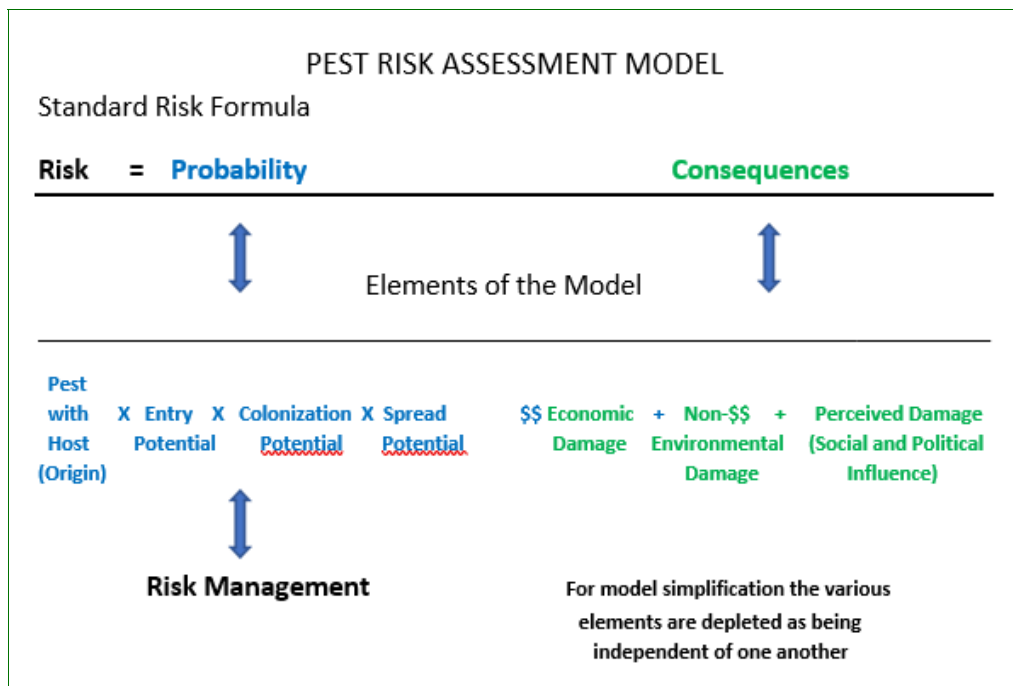 PEST RISK ASSESSMENT MODEL
Standard Risk Formula
Risk = Probability Consequences
Elements of the Model
Pest
with X Entry X Colonization X Spread $$ Economic + Non-$$ + Perceived Damage
Host Potential Potential Potential Damage Environmental (Social and Political
(Origin) Damage Influence)
Risk Management
For model simplification the various
elements are depleted as being
independent of one another